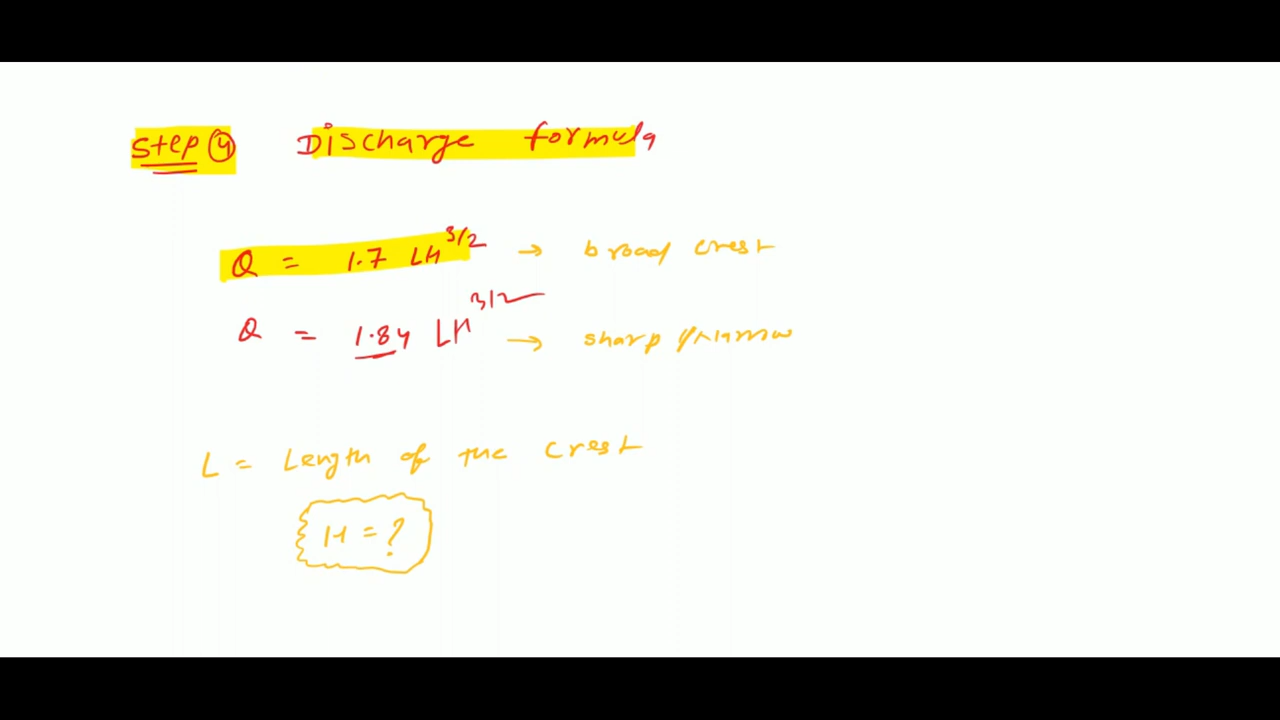 Step ④ Discharge formula
Q = 1.7 LH^3/2 → broad crest
Q = 1.84 LH^3/2 → sharp
L = Length of the crest
H = ?